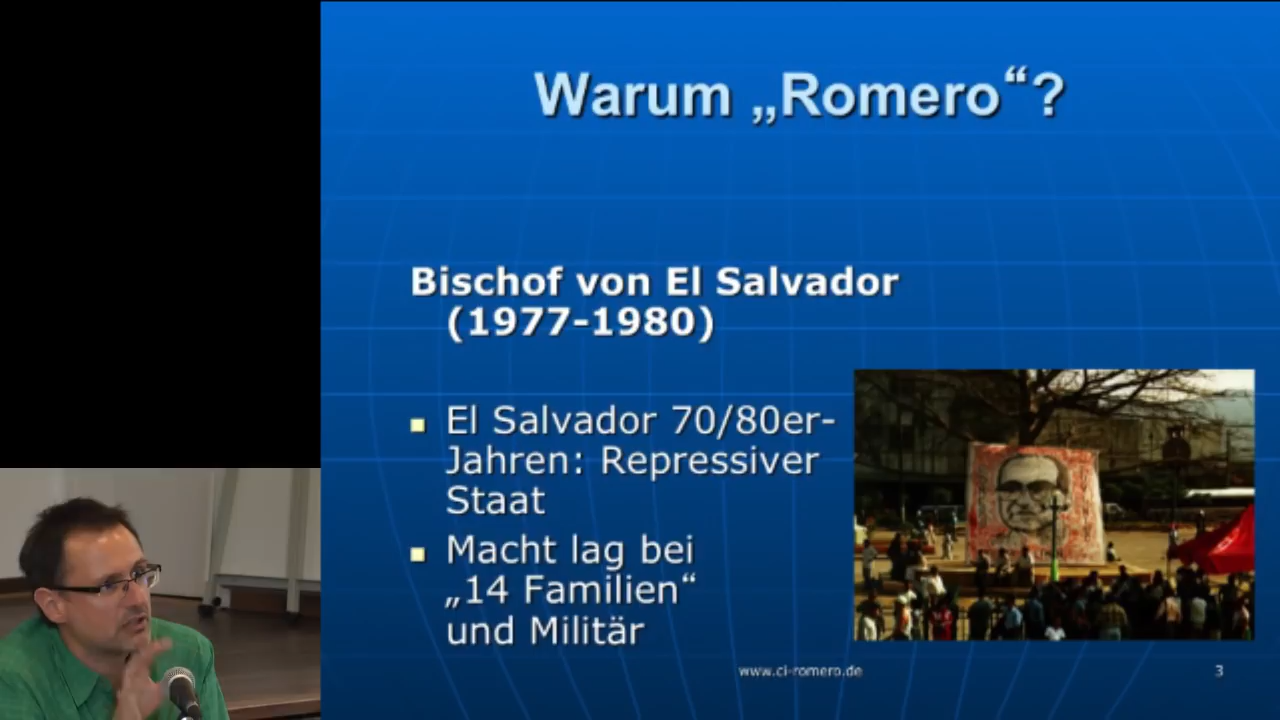 Warum „Romero“?
Bischof von El Salvador
(1977-1980)
El Salvador 70/80er-
Jahren: Repressiver
Staat
Macht lag bei
„14 Familien“
und Militär
www.ci-romero.de
3